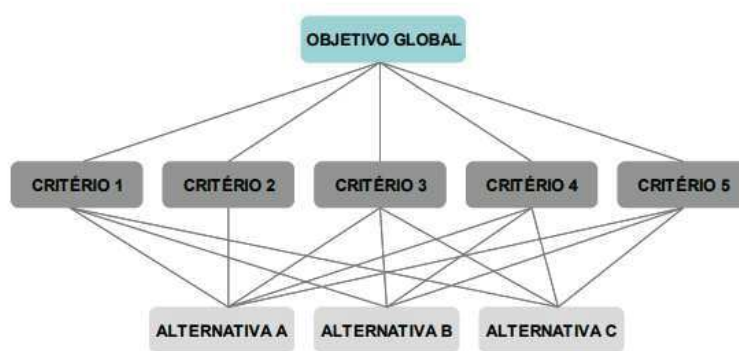 OBJETIVO GLOBAL
CRITÉRIO 1
CRITÉRIO 2
CRITÉRIO 3
CRITÉRIO 4
CRITÉRIO 5
ALTERNATIVA A
ALTERNATIVA B
ALTERNATIVA C